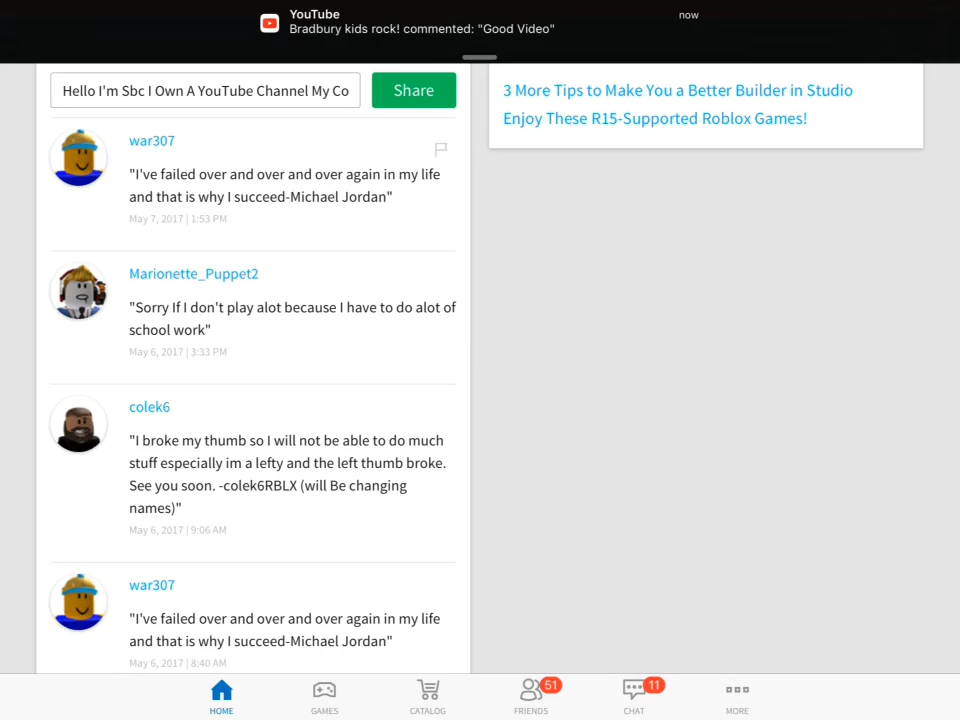 YouTube
now
Bradbury kids rock! commented: "Good Video"
Hello I'm Sbc I Own A YouTube Channel My Co
Share
war307
"I've failed over and over and over again in my life
and that is why I succeed-Michael Jordan"
May 7, 2017 | 1:53 PM
Marionette_Puppet2
"Sorry If I don't play alot because I have to do alot of
school work"
May 6, 2017 | 3:33 PM
colek6
"I broke my thumb so I will not be able to do much
stuff especially im a lefty and the left thumb broke.
See you soon. -colek6RBLX (will Be changing
names)"
May 6, 2017 | 9:06 AM
war307
"I've failed over and over and over again in my life
and that is why I succeed-Michael Jordan"
May 6, 2017 | 8:40 AM
3 More Tips to Make You a Better Builder in Studio
Enjoy These R15-Supported Roblox Games!
HOME
GAMES
CATALOG
51
FRIENDS
11
CHAT
MORE